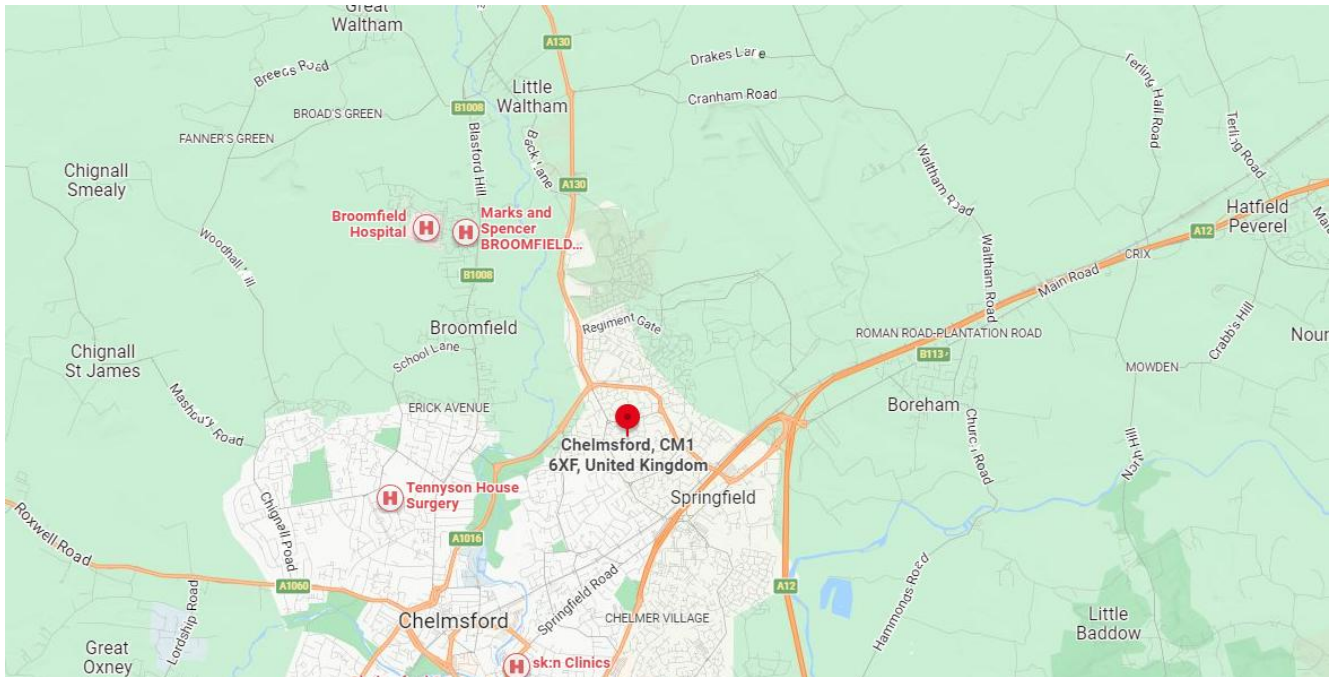 Great
Waltham
A130
Drakes Lane
Terling Hall Road
Breeds Road
Little
Waltham
Cranham Road
B1008
BROAD'S GREEN
Terling Road
FANNER'S GREEN
Blasford Hill
Back Lane
Chignall
Smealy
Waltham Road
A130
Broomfield
Hospital
Marks and
Spencer
BROOMFIELD...
Hatfield
Peverel
A12
Woodhall Hill
Waltham Road
CRIX
B1008
Main Road
Broomfield
Regiment Gate
ROMAN ROAD-PLANTATION ROAD
Crabb's Hill
School Lane
Chignall
St James
B113
MOWDEN
Mashbury Road
ERICK AVENUE
Boreham
Church Road
Chelmsford, CM1
6XF, United Kingdom
Tennyson House
Surgery
Springfield
Chignall Road
Roxwell Road
A1016
A1060
A12
Springfield Road
Hammonds Road
Lordship Road
Chelmsford
CHELMER VILLAGE
Little
Baddow
Great
Oxney
sk:n Clinics